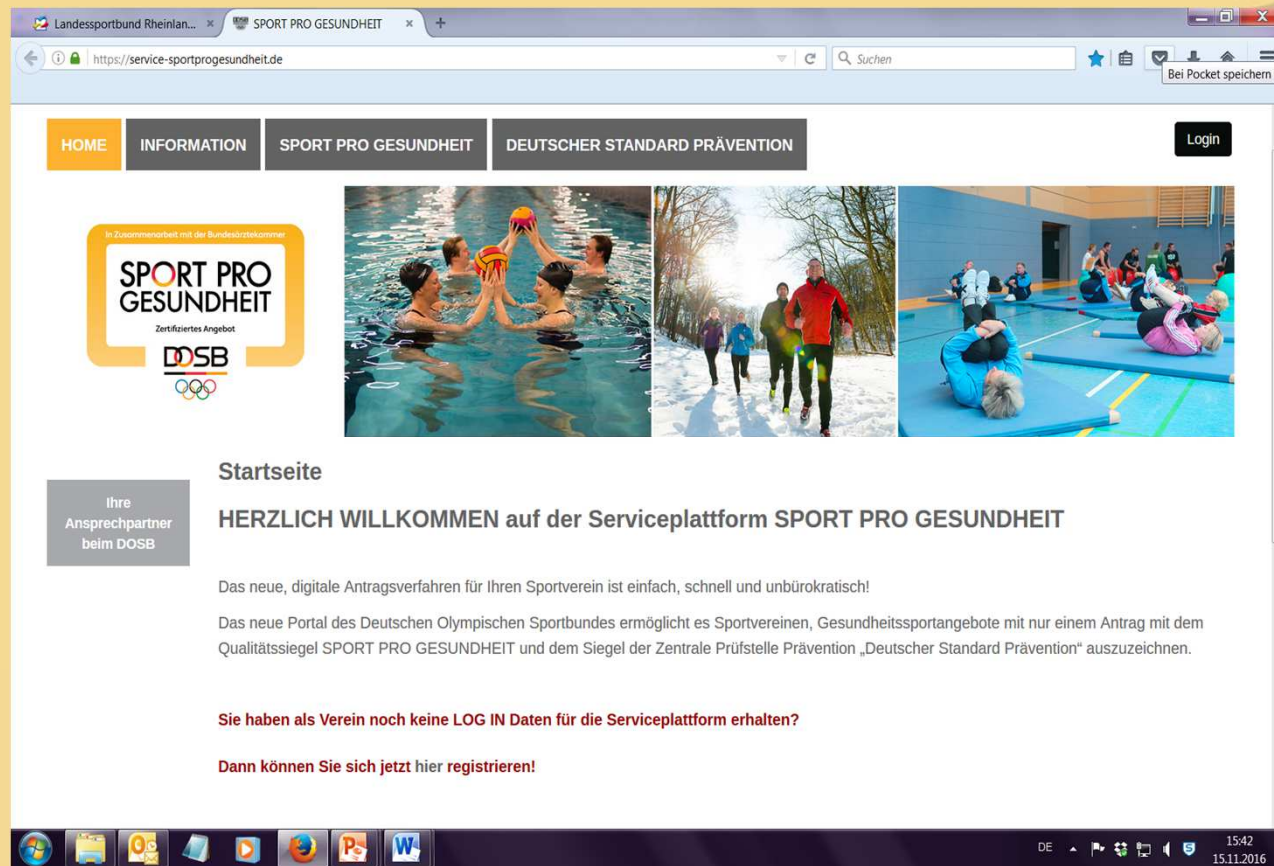 Landessportbund Rheinlan...
SPORT PRO GESUNDHEIT
https://service-sportprogesundheit.de
Suchen
Bei Pocket speichern
HOME
INFORMATION
SPORT PRO GESUNDHEIT
DEUTSCHER STANDARD PRÄVENTION
Login
In Zusammenarbeit mit der Bundesärztekammer
SPORT PRO
GESUNDHEIT
Zertifiziertes Angebot
DOSB
Startseite
Ihre
Ansprechpartner
beim DOSB
HERZLICH WILLKOMMEN auf der Serviceplattform SPORT PRO GESUNDHEIT
Das neue, digitale Antragsverfahren für Ihren Sportverein ist einfach, schnell und unbürokratisch!
Das neue Portal des Deutschen Olympischen Sportbundes ermöglicht es Sportvereinen, Gesundheitssportangebote mit nur einem Antrag mit dem
Qualitätssiegel SPORT PRO GESUNDHEIT und dem Siegel der Zentrale Prüfstelle Prävention „Deutscher Standard Prävention“ auszuzeichnen.
Sie haben als Verein noch keine LOG IN Daten für die Serviceplattform erhalten?
Dann können Sie sich jetzt hier registrieren!
DE
15:42
15.11.2016